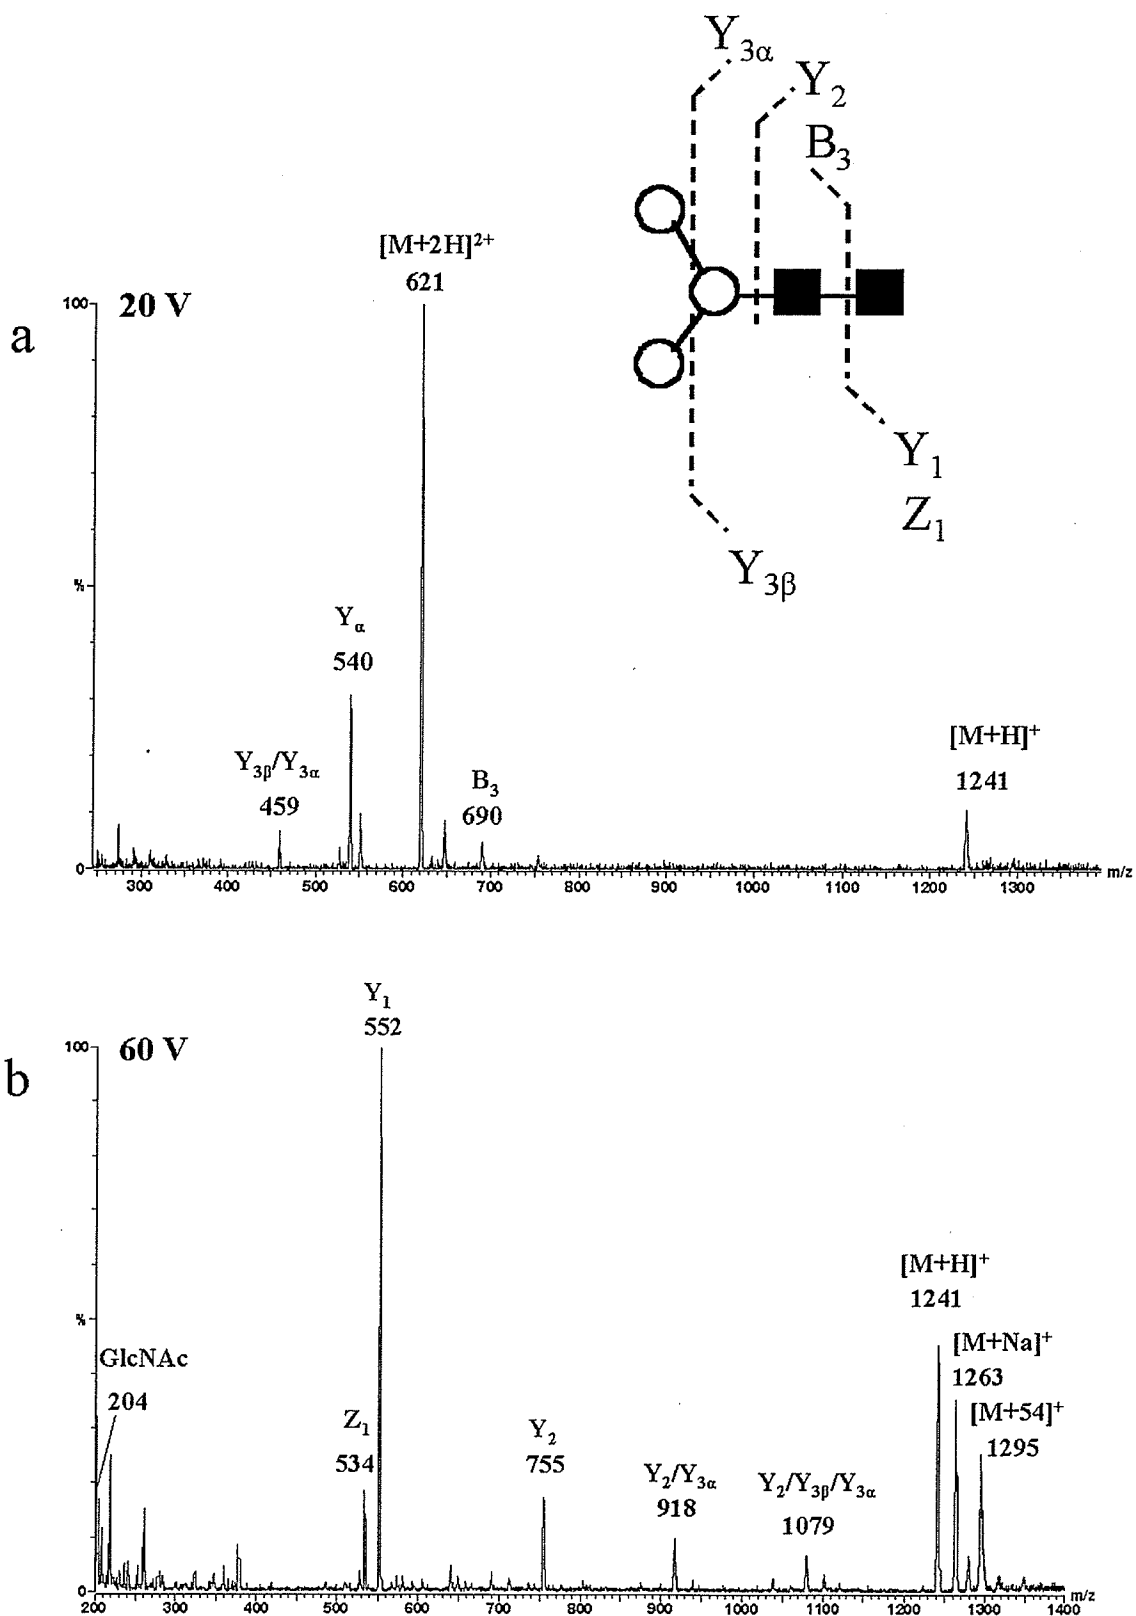 Y3α
Y2
B3
[M+2H]2+
621
100
20 V
a
Y1
Z1
Y3β
%
Yα
540
Y3β/Y3α
459
B3
690
[M+H]+
1241
0
300 400 500 600 700 800 900 1000 1100 1200 1300 m/z
Y1
552
100
60 V
b
[M+H]+
1241
%
[M+Na]+
1263
GlcNAc
204
[M+54]+
1295
Z1
534
Y2
755
Y2/Y3α
918
Y2/Y3β/Y3α
1079
0
200 300 400 500 600 700 800 900 1000 1100 1200 1300 1400 m/z